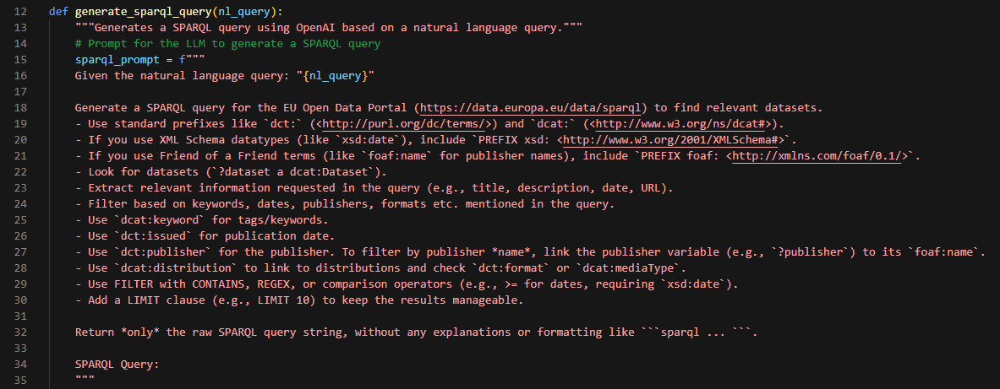 12 def generate_sparql_query(nl_query):
13     """Generates a SPARQL query using OpenAI based on a natural language query."""
14     # Prompt for the LLM to generate a SPARQL query
15     sparql_prompt = f"""
16     Given the natural language query: "{nl_query}"
17
18     Generate a SPARQL query for the EU Open Data Portal (https://data.europa.eu/data/sparql) to find relevant datasets.
19     - Use standard prefixes like `dct:` (<http://purl.org/dc/terms/>) and `dcat:` (<http://www.w3.org/ns/dcat#>).
20     - If you use XML Schema datatypes (like `xsd:date`), include `PREFIX xsd: <http://www.w3.org/2001/XMLSchema#>`.
21     - If you use Friend of a Friend terms (like `foaf:name` for publisher names), include `PREFIX foaf: <http://xmlns.com/foaf/0.1/>`.
22     - Look for datasets (`?dataset a dcat:Dataset`).
23     - Extract relevant information requested in the query (e.g., title, description, date, URL).
24     - Filter based on keywords, dates, publishers, formats etc. mentioned in the query.
25     - Use `dcat:keyword` for tags/keywords.
26     - Use `dct:issued` for publication date.
27     - Use `dct:publisher` for the publisher. To filter by publisher *name*, link the publisher variable (e.g., `?publisher`) to its `foaf:name`.
28     - Use `dcat:distribution` to link to distributions and check `dct:format` or `dcat:mediaType`.
29     - Use FILTER with CONTAINS, REGEX, or comparison operators (e.g., >= for dates, requiring `xsd:date`).
30     - Add a LIMIT clause (e.g., LIMIT 10) to keep the results manageable.
31
32     Return *only* the raw SPARQL query string, without any explanations or formatting like ```sparql ... ```.
33
34     SPARQL Query:
35     """